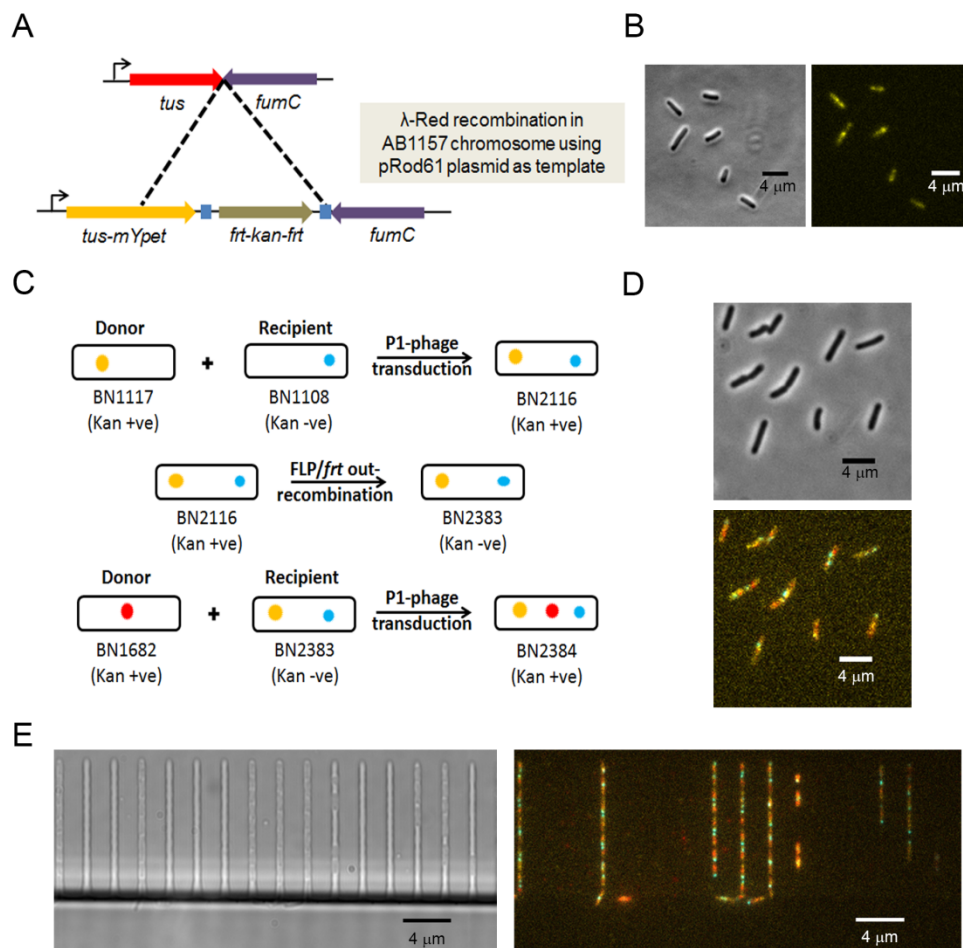 A
tus
fumC
λ-Red recombination in
AB1157 chromosome using
pRod61 plasmid as template
tus-mYpet
frt-kan-frt
fumC
B
4 μm
4 μm
C
Donor
Recipient
P1-phage
transduction
+
BN1117
(Kan +ve)
BN1108
(Kan -ve)
BN2116
(Kan +ve)
FLP/frt out-
recombination
BN2116
(Kan +ve)
BN2383
(Kan -ve)
Donor
Recipient
P1-phage
transduction
+
BN1682
(Kan +ve)
BN2383
(Kan -ve)
BN2384
(Kan +ve)
D
4 μm
4 μm
E
4 μm
4 μm